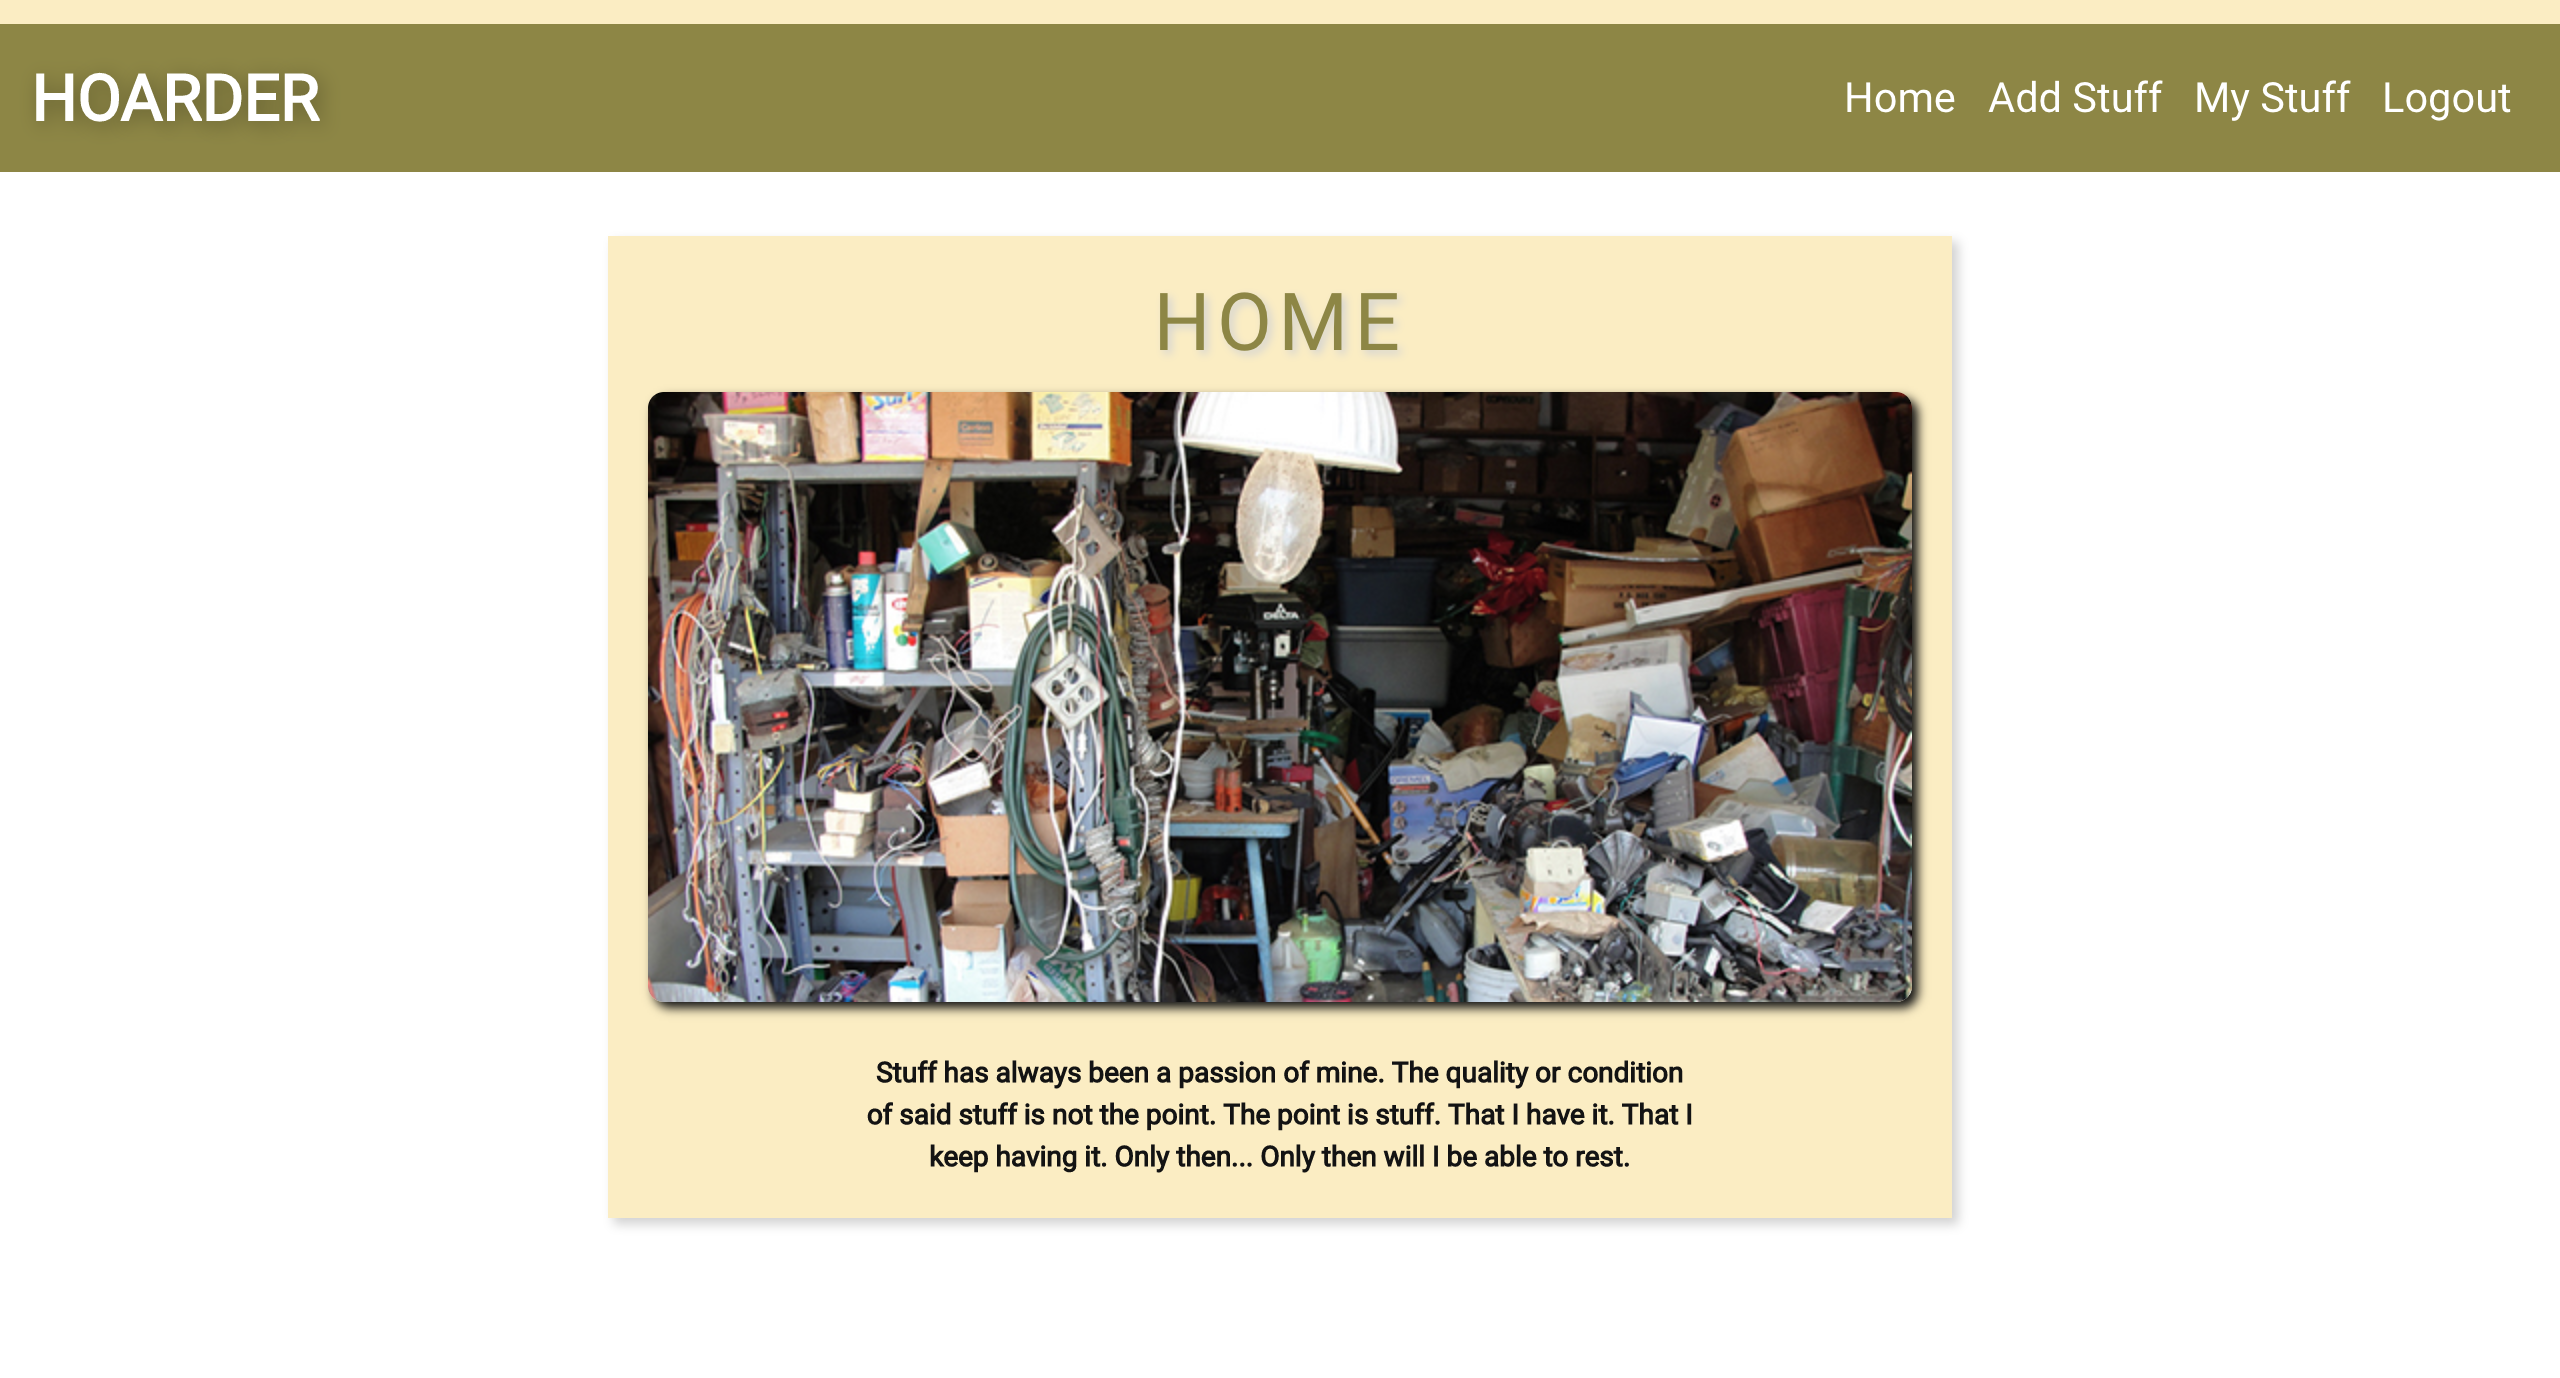 HOARDER
Home Add Stuff My Stuff Logout
HOME
DELTA
Stuff has always been a passion of mine. The quality or condition
of said stuff is not the point. The point is stuff. That I have it. That I
keep having it. Only then... Only then will I be able to rest.